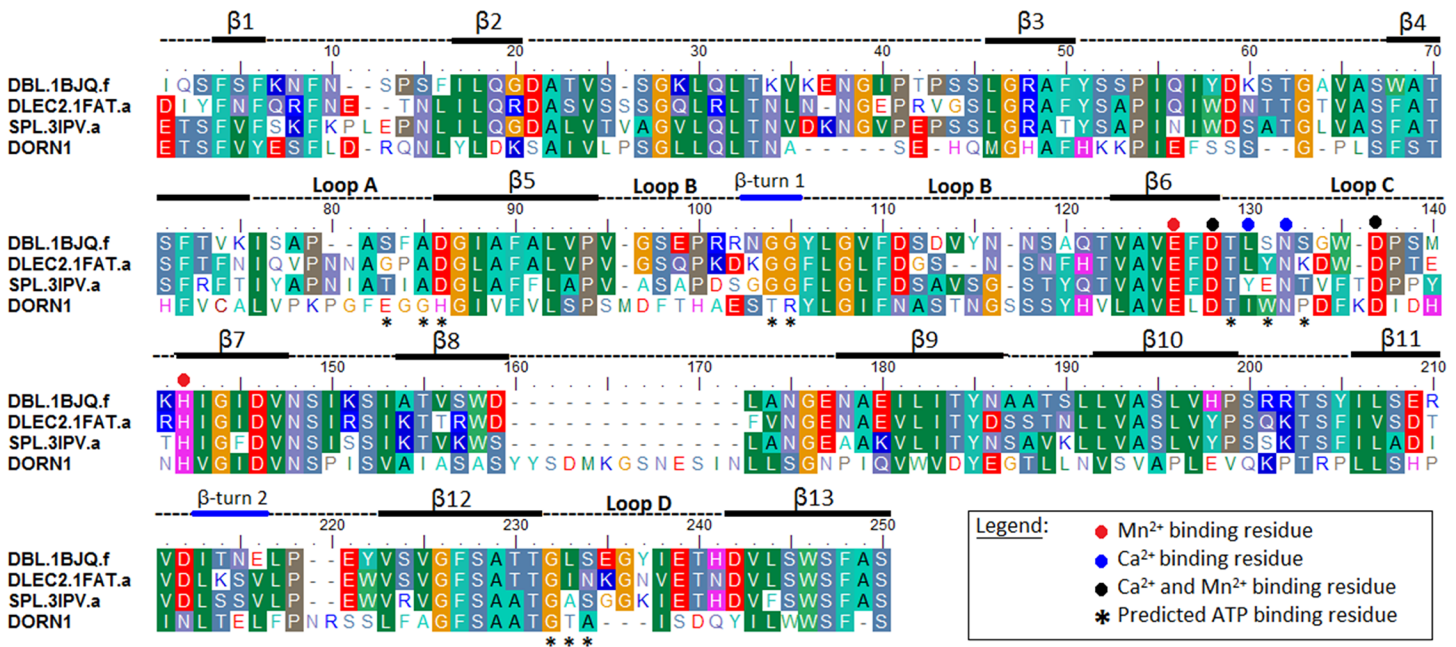 β1 β2 β3 β4
10 20 30 40 50 60 70
DBL.1BJQ.f IQSFSFKNFN--SPSFILQGDATVS-SGKLQLTKVKENGIPTPSSLGRAFYSSPIQIYDKSTGAVASWAT
DLEC2.1FAT.a DIYFNFQRFNE--TNLILQRDASVSSSGQLRLTNLN-NGEPRVGSLGRAFYSAPIQIWDNTTGTVASFAT
SPL.3IPV.a ETSFVFSKFKPLEPNLILQGDALVTVAGVLQLTNVDKNGVPEPSSLGRATYSAPINIWDSATGLVASFAT
DORN1 ETSFVYESFLD-RQNLYLDKSAIVLPSGLLQLTNA-----SE-HQMGHAFHKKPIEFSSS--G-PLSFST
Loop A β5 Loop B β-turn 1 Loop B β6 Loop C
80 90 100 110 120 130 140
DBL.1BJQ.f SFTVKISAP--ASFADGIAFALVPV-GSEPRRNGGYLGVFDSDVYN-NSAQTVAVEFDTLSNSGW-DPSM
DLEC2.1FAT.a SFTFNIQVPNNAGPADGLAFALVPV-GSQPKDKGGFLGLFDGS--N-SNFHTVAVEFDTLYNKDW-DPTE
SPL.3IPV.a SFRFTIYAPNIATIADGLAFFLAPV-ASAPDSGGGFLGLFDSAVSGSTYQTVAVEFDTYENTVFTDPPY
DORN1 HFVCALVPKPGFEGGHGIVFVLSPSMDFTHAESTRYLGIFNASTNGSSSYHVLAVELDTIWNPDFKDIDH
* * * * * * * *
β7 β8 β9 β10 β11
150 160 170 180 190 200 210
DBL.1BJQ.f KHIGIDVNSIKSIATVSWD-------------LANGENAEILITYNAATSLLVASLVHPSRRTSYILSER
DLEC2.1FAT.a RHIGIDVNSIRSIKTTRWD-------------FVNGENAEVLITYDSSTNLLVASLVYPSQKTSFIVSDT
SPL.3IPV.a THIGFDVNSISSIKTVKWS-------------LANGEAAKVLITYNSAVKLLVASLVYPSSKTSFILADI
DORN1 NHVGIDVNSPISVAIASASYYSDMKGSNESINLLSGNPIQVWVDYEGTLLNVSVAPLEVQKPTRPLLSHP
β-turn 2 β12 Loop D β13
220 230 240 250
DBL.1BJQ.f VDITNELP--EYVSVGFSATTGLSEGYIETHDVLSWSFAS
DLEC2.1FAT.a VDLKSVLP--EWVSVGFSATTGINKGNVETNDVLSWSFAS
SPL.3IPV.a VDLSSVLP--EWVRVGFSAATGASGGKIETHDVFSWSFAS
DORN1 INLTELFPNRSSLFAGFSAATGTA---ISDQYILWWSF-S
* * *
Legend:
Mn²⁺ binding residue
Ca²⁺ binding residue
Ca²⁺ and Mn²⁺ binding residue
* Predicted ATP binding residue